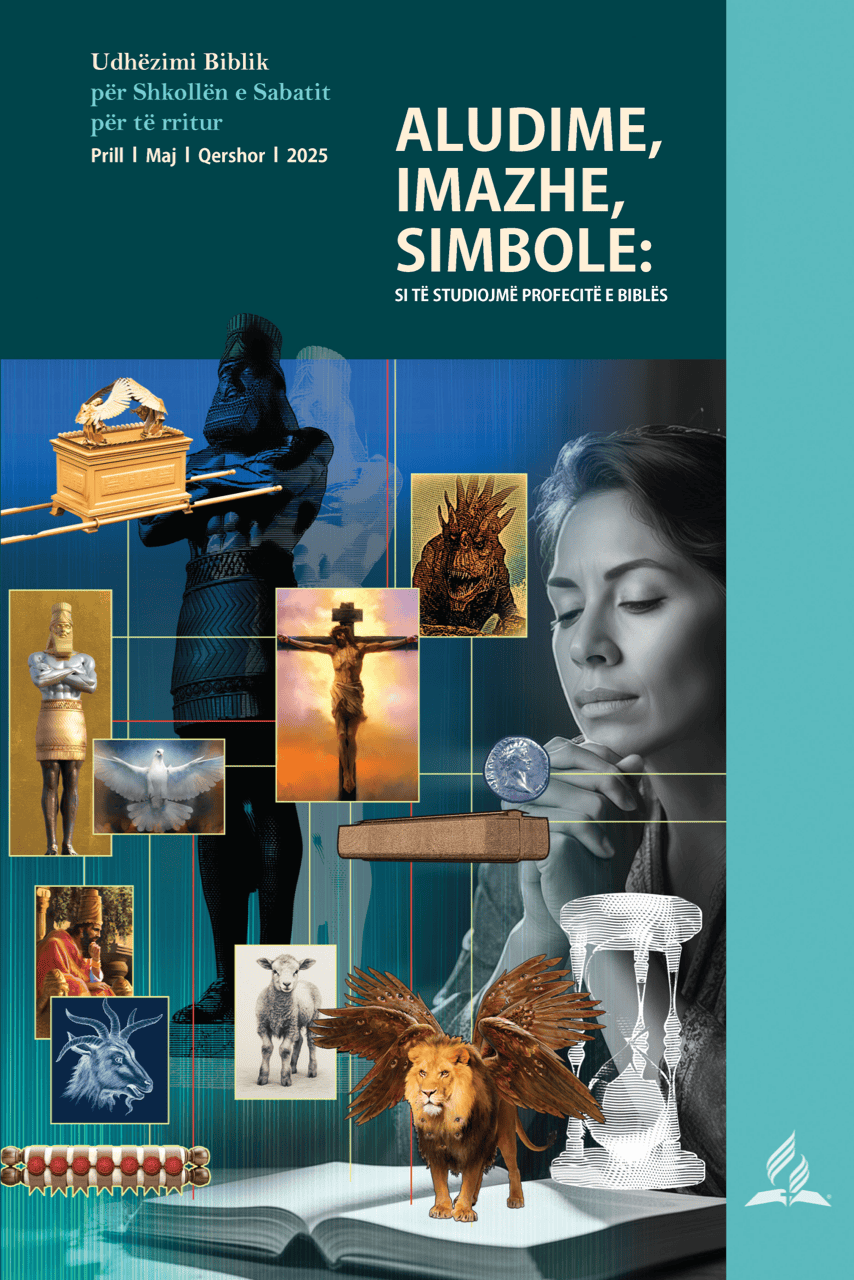 Udhëzimi Biblik
për Shkollën e Sabatit
për të rritur
Prill | Maj | Qershor | 2025
ALUDIME,
IMAZHE,
SIMBOLE:
SI TË STUDIOJMË PROFECITË E BIBLËS